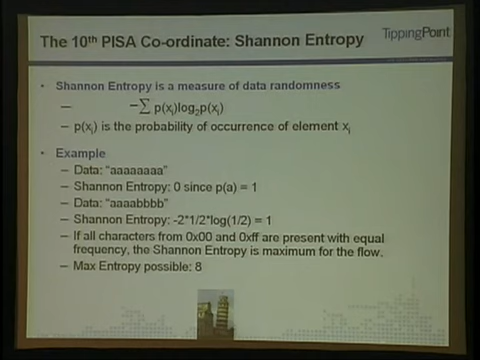 The 10th PISA Co-ordinate: Shannon Entropy
TippingPoint
• Shannon Entropy is a measure of data randomness
– −∑ p(xi)log2p(xi)
– p(xi) is the probability of occurrence of element xi
• Example
– Data: "aaaaaaaa"
– Shannon Entropy: 0 since p(a) = 1
– Data: "aaaabbbb"
– Shannon Entropy: -2*1/2*log(1/2) = 1
– If all characters from 0x00 and 0xff are present with equal
frequency, the Shannon Entropy is maximum for the flow.
– Max Entropy possible: 8